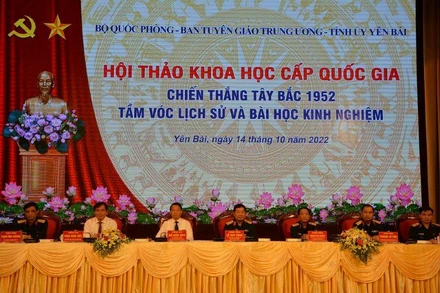 BỘ QUỐC PHÒNG - BAN TUYÊN GIÁO TRUNG ƯƠNG - TỈNH UỶ YÊN BÁI
HỘI THẢO KHOA HỌC CẤP QUỐC GIA
CHIẾN THẮNG TÂY BẮC 1952
TẦM VÓC LỊCH SỬ VÀ BÀI HỌC KINH NGHIỆM
Yên Bái, ngày 14 tháng 10 năm 2022